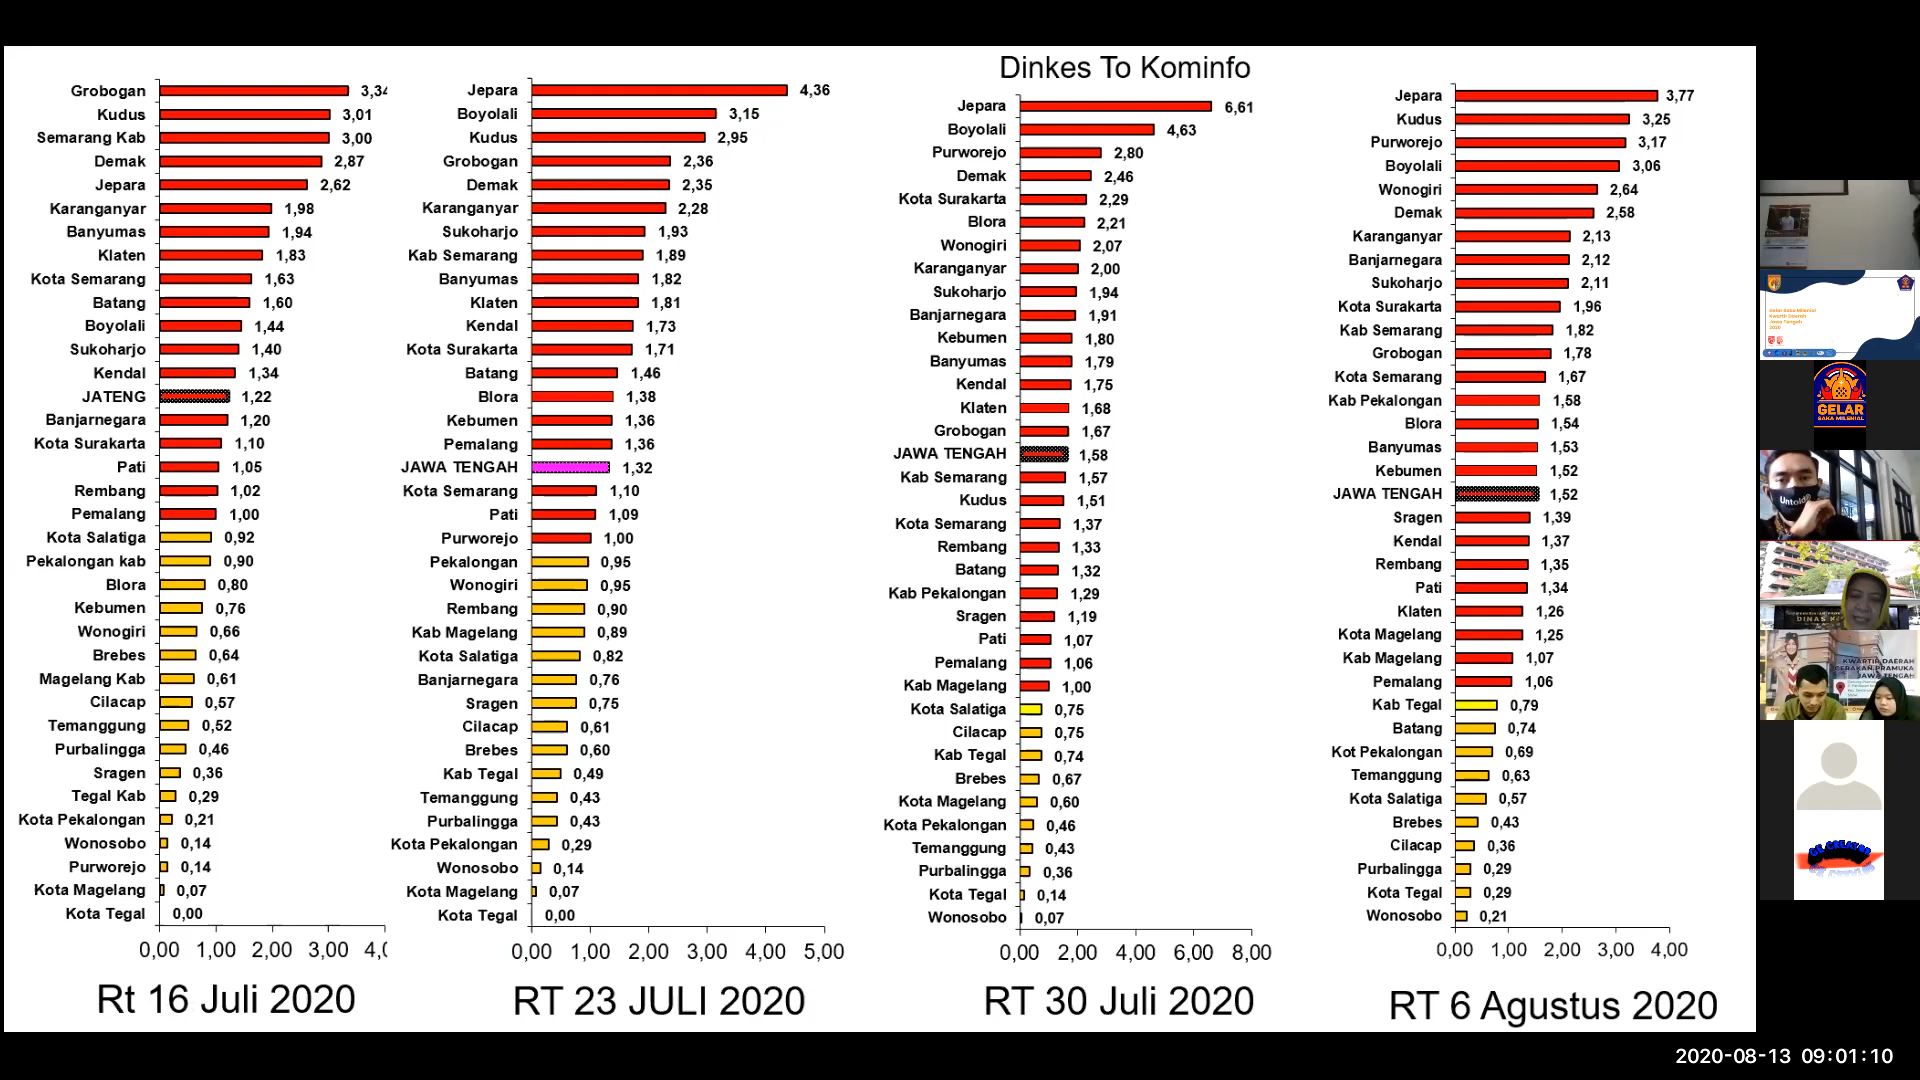 Dinkes To Kominfo
Grobogan 3,34
Kudus 3,01
Semarang Kab 3,00
Demak 2,87
Jepara 2,62
Karanganyar 1,98
Banyumas 1,94
Klaten 1,83
Kota Semarang 1,63
Batang 1,60
Boyolali 1,44
Sukoharjo 1,40
Kendal 1,34
JATENG 1,22
Banjarnegara 1,20
Kota Surakarta 1,10
Pati 1,05
Rembang 1,02
Pemalang 1,00
Kota Salatiga 0,92
Pekalongan kab 0,90
Blora 0,80
Kebumen 0,76
Wonogiri 0,66
Brebes 0,64
Magelang Kab 0,61
Cilacap 0,57
Temanggung 0,52
Purbalingga 0,46
Sragen 0,36
Tegal Kab 0,29
Kota Pekalongan 0,21
Wonosobo 0,14
Purworejo 0,14
Kota Magelang 0,07
Kota Tegal 0,00
0,00 1,00 2,00 3,00 4,0
Rt 16 Juli 2020
Jepara 4,36
Boyolali 3,15
Kudus 2,95
Grobogan 2,36
Demak 2,35
Karanganyar 2,28
Sukoharjo 1,93
Kab Semarang 1,89
Banyumas 1,82
Klaten 1,81
Kendal 1,73
Kota Surakarta 1,71
Batang 1,46
Blora 1,38
Kebumen 1,36
Pemalang 1,36
JAWA TENGAH 1,32
Kota Semarang 1,10
Pati 1,09
Purworejo 1,00
Pekalongan 0,95
Wonogiri 0,95
Rembang 0,90
Kab Magelang 0,89
Kota Salatiga 0,82
Banjarnegara 0,76
Sragen 0,75
Cilacap 0,61
Brebes 0,60
Kab Tegal 0,49
Temanggung 0,43
Purbalingga 0,43
Kota Pekalongan 0,29
Wonosobo 0,14
Kota Magelang 0,07
Kota Tegal 0,00
0,00 1,00 2,00 3,00 4,00 5,00
RT 23 JULI 2020
Jepara 6,61
Boyolali 4,63
Purworejo 2,80
Demak 2,46
Kota Surakarta 2,29
Blora 2,21
Wonogiri 2,07
Karanganyar 2,00
Sukoharjo 1,94
Banjarnegara 1,91
Kebumen 1,80
Banyumas 1,79
Kendal 1,75
Klaten 1,68
Grobogan 1,67
JAWA TENGAH 1,58
Kab Semarang 1,57
Kudus 1,51
Kota Semarang 1,37
Rembang 1,33
Batang 1,32
Kab Pekalongan 1,29
Sragen 1,19
Pati 1,07
Pemalang 1,06
Kab Magelang 1,00
Kota Salatiga 0,75
Cilacap 0,75
Kab Tegal 0,74
Brebes 0,67
Kota Magelang 0,60
Kota Pekalongan 0,46
Temanggung 0,43
Purbalingga 0,36
Kota Tegal 0,14
Wonosobo 0,07
0,00 2,00 4,00 6,00 8,00
RT 30 Juli 2020
Jepara 3,77
Kudus 3,25
Purworejo 3,17
Boyolali 3,06
Wonogiri 2,64
Demak 2,58
Karanganyar 2,13
Banjarnegara 2,12
Sukoharjo 2,11
Kota Surakarta 1,96
Kab Semarang 1,82
Grobogan 1,78
Kota Semarang 1,67
Kab Pekalongan 1,58
Blora 1,54
Banyumas 1,53
Kebumen 1,52
JAWA TENGAH 1,52
Sragen 1,39
Kendal 1,37
Rembang 1,35
Pati 1,34
Klaten 1,26
Kota Magelang 1,25
Kab Magelang 1,07
Pemalang 1,06
Kab Tegal 0,79
Batang 0,74
Kot Pekalongan 0,69
Temanggung 0,63
Kota Salatiga 0,57
Brebes 0,43
Cilacap 0,36
Purbalingga 0,29
Kota Tegal 0,29
Wonosobo 0,21
0,00 1,00 2,00 3,00 4,00
RT 6 Agustus 2020
Gelar Saka Milenial
Kwartir Daerah
Jawa Tengah
2020
GELAR
SAKA MILENIAL
Untold
DINAS
KWARTIR DAERAH
GERAKAN PRAMUKA
JAWA TENGAH
GE CREATOR
2020-08-13 09:01:10